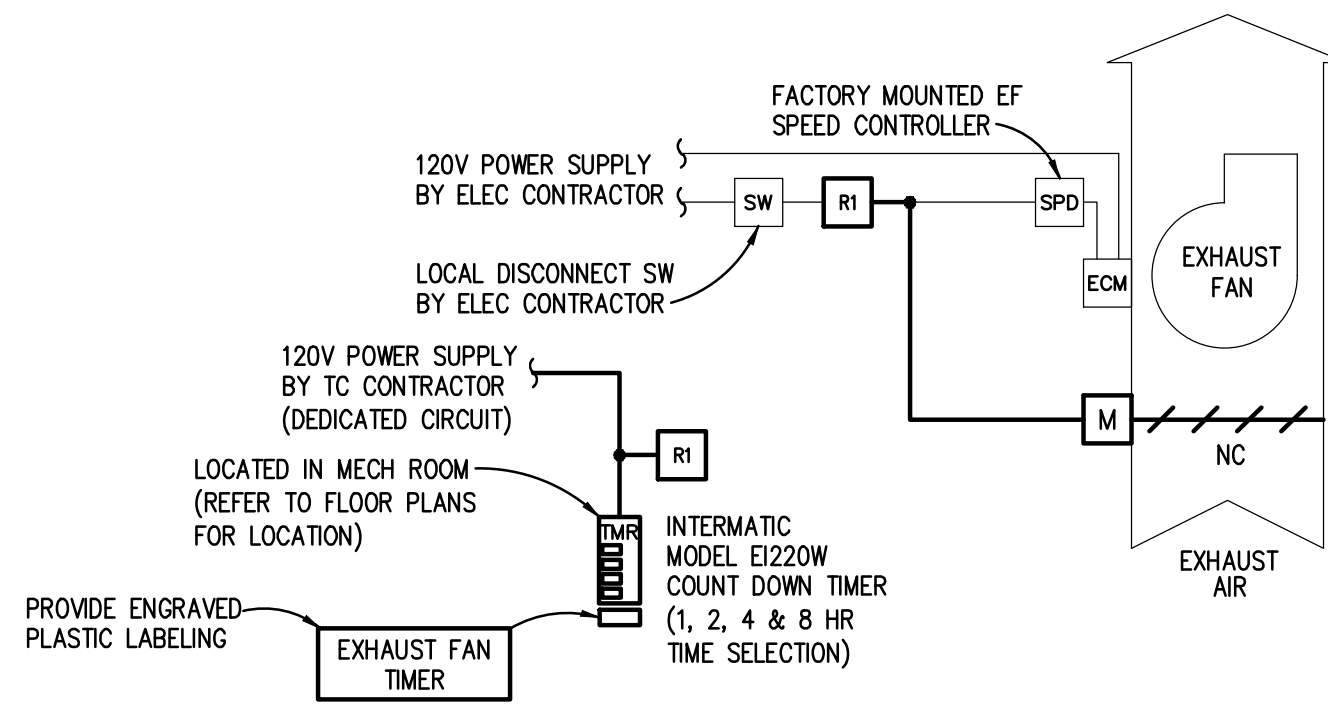 FACTORY MOUNTED EF
SPEED CONTROLLER
120V POWER SUPPLY
BY ELEC CONTRACTOR
SW
R1
SPD
LOCAL DISCONNECT SW
BY ELEC CONTRACTOR
ECM
EXHAUST
FAN
120V POWER SUPPLY
BY TC CONTRACTOR
(DEDICATED CIRCUIT)
M
NC
R1
LOCATED IN MECH ROOM
(REFER TO FLOOR PLANS
FOR LOCATION)
TMR
INTERMATIC
MODEL EI220W
COUNT DOWN TIMER
(1, 2, 4 & 8 HR
TIME SELECTION)
EXHAUST
AIR
PROVIDE ENGRAVED
PLASTIC LABELING
EXHAUST FAN
TIMER